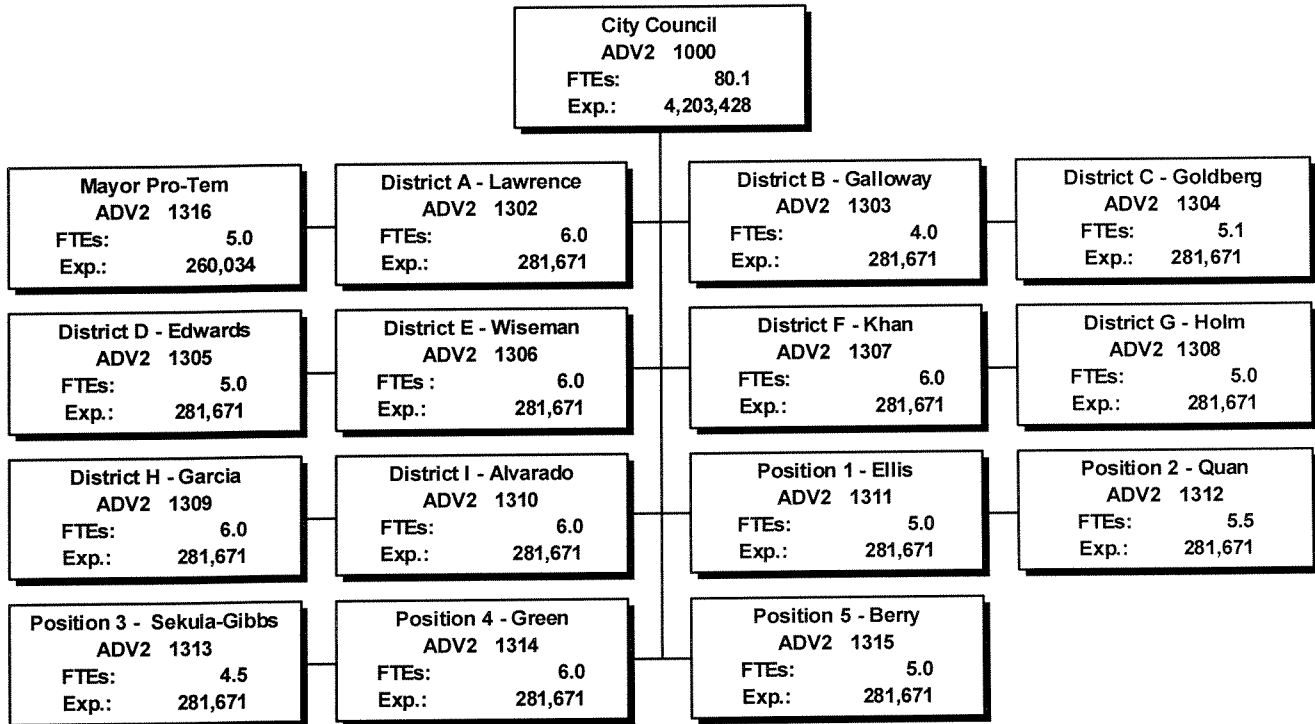 City Council
ADV2 1000
FTEs: 80.1
Exp.: 4,203,428
Mayor Pro-Tem
ADV2 1316
FTEs: 5.0
Exp.: 260,034
District A - Lawrence
ADV2 1302
FTEs: 6.0
Exp.: 281,671
District B - Galloway
ADV2 1303
FTEs: 4.0
Exp.: 281,671
District C - Goldberg
ADV2 1304
FTEs: 5.1
Exp.: 281,671
District D - Edwards
ADV2 1305
FTEs: 5.0
Exp.: 281,671
District E - Wiseman
ADV2 1306
FTEs : 6.0
Exp.: 281,671
District F - Khan
ADV2 1307
FTEs: 6.0
Exp.: 281,671
District G - Holm
ADV2 1308
FTEs: 5.0
Exp.: 281,671
District H - Garcia
ADV2 1309
FTEs: 6.0
Exp.: 281,671
District I - Alvarado
ADV2 1310
FTEs: 6.0
Exp.: 281,671
Position 1 - Ellis
ADV2 1311
FTEs: 5.0
Exp.: 281,671
Position 2 - Quan
ADV2 1312
FTEs: 5.5
Exp.: 281,671
Position 3 - Sekula-Gibbs
ADV2 1313
FTEs: 4.5
Exp.: 281,671
Position 4 - Green
ADV2 1314
FTEs: 6.0
Exp.: 281,671
Position 5 - Berry
ADV2 1315
FTEs: 5.0
Exp.: 281,671